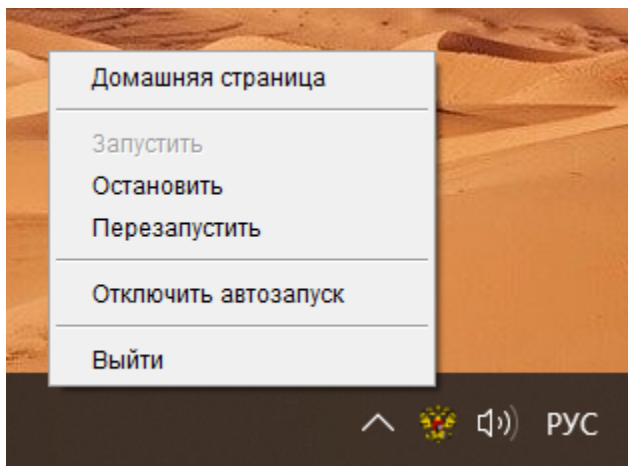 Домашняя страница
Запустить
Остановить
Перезапустить
Отключить автозапуск
Выйти
РУС